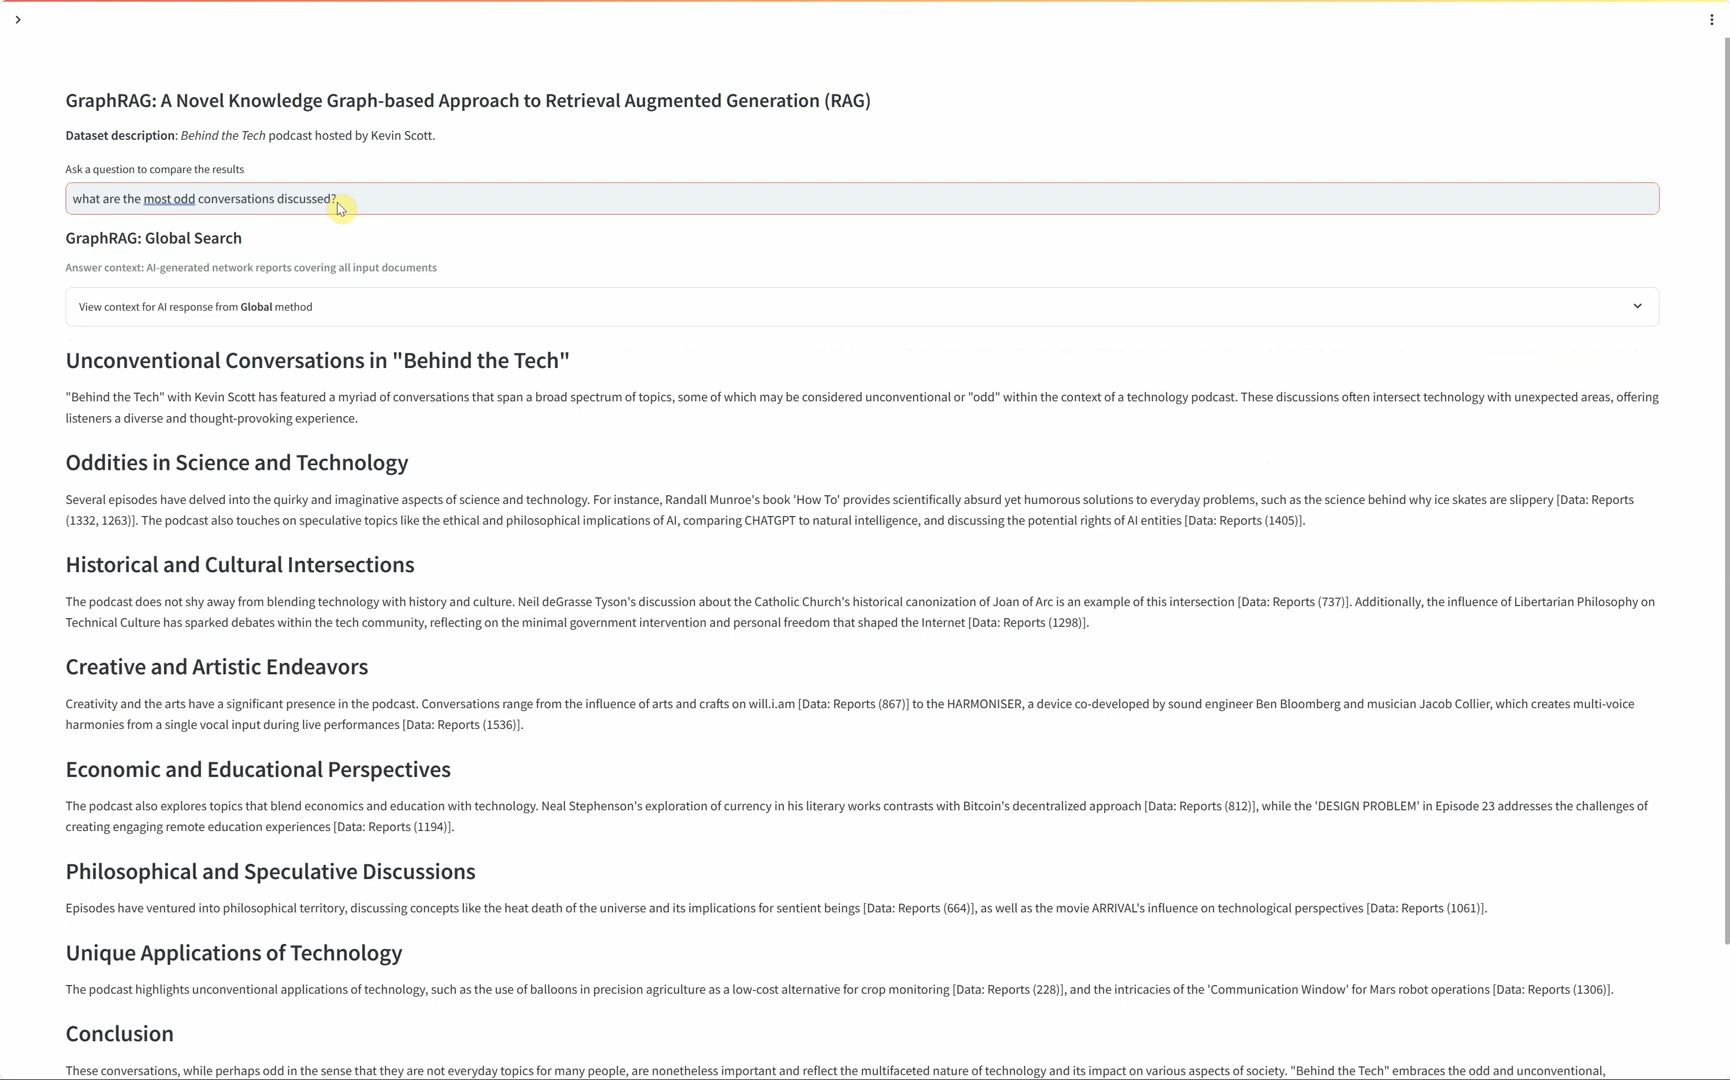 GraphRAG: A Novel Knowledge Graph-based Approach to Retrieval Augmented Generation (RAG)
Dataset description: Behind the Tech podcast hosted by Kevin Scott.
Ask a question to compare the results
what are the most odd conversations discussed?
GraphRAG: Global Search
Answer context: AI-generated network reports covering all input documents
View context for AI response from Global method
Unconventional Conversations in "Behind the Tech"
"Behind the Tech" with Kevin Scott has featured a myriad of conversations that span a broad spectrum of topics, some of which may be considered unconventional or "odd" within the context of a technology podcast. These discussions often intersect technology with unexpected areas, offering
listeners a diverse and thought-provoking experience.
Oddities in Science and Technology
Several episodes have delved into the quirky and imaginative aspects of science and technology. For instance, Randall Munroe's book 'How To' provides scientifically absurd yet humorous solutions to everyday problems, such as the science behind why ice skates are slippery [Data: Reports
(1332, 1263)]. The podcast also touches on speculative topics like the ethical and philosophical implications of AI, comparing CHATGPT to natural intelligence, and discussing the potential rights of AI entities [Data: Reports (1405)].
Historical and Cultural Intersections
The podcast does not shy away from blending technology with history and culture. Neil deGrasse Tyson's discussion about the Catholic Church's historical canonization of Joan of Arc is an example of this intersection [Data: Reports (737)]. Additionally, the influence of Libertarian Philosophy on
Technical Culture has sparked debates within the tech community, reflecting on the minimal government intervention and personal freedom that shaped the Internet [Data: Reports (1298)].
Creative and Artistic Endeavors
Creativity and the arts have a significant presence in the podcast. Conversations range from the influence of arts and crafts on will.i.am [Data: Reports (867)] to the HARMONISER, a device co-developed by sound engineer Ben Bloomberg and musician Jacob Collier, which creates multi-voice
harmonies from a single vocal input during live performances [Data: Reports (1536)].
Economic and Educational Perspectives
The podcast also explores topics that blend economics and education with technology. Neal Stephenson's exploration of currency in his literary works contrasts with Bitcoin's decentralized approach [Data: Reports (812)], while the 'DESIGN PROBLEM' in Episode 23 addresses the challenges of
creating engaging remote education experiences [Data: Reports (1194)].
Philosophical and Speculative Discussions
Episodes have ventured into philosophical territory, discussing concepts like the heat death of the universe and its implications for sentient beings [Data: Reports (664)], as well as the movie ARRIVAL's influence on technological perspectives [Data: Reports (1061)].
Unique Applications of Technology
The podcast highlights unconventional applications of technology, such as the use of balloons in precision agriculture as a low-cost alternative for crop monitoring [Data: Reports (228)], and the intricacies of the 'Communication Window' for Mars robot operations [Data: Reports (1306)].
Conclusion
These conversations, while perhaps odd in the sense that they are not everyday topics for many people, are nonetheless important and reflect the multifaceted nature of technology and its impact on various aspects of society. "Behind the Tech" embraces the odd and unconventional,